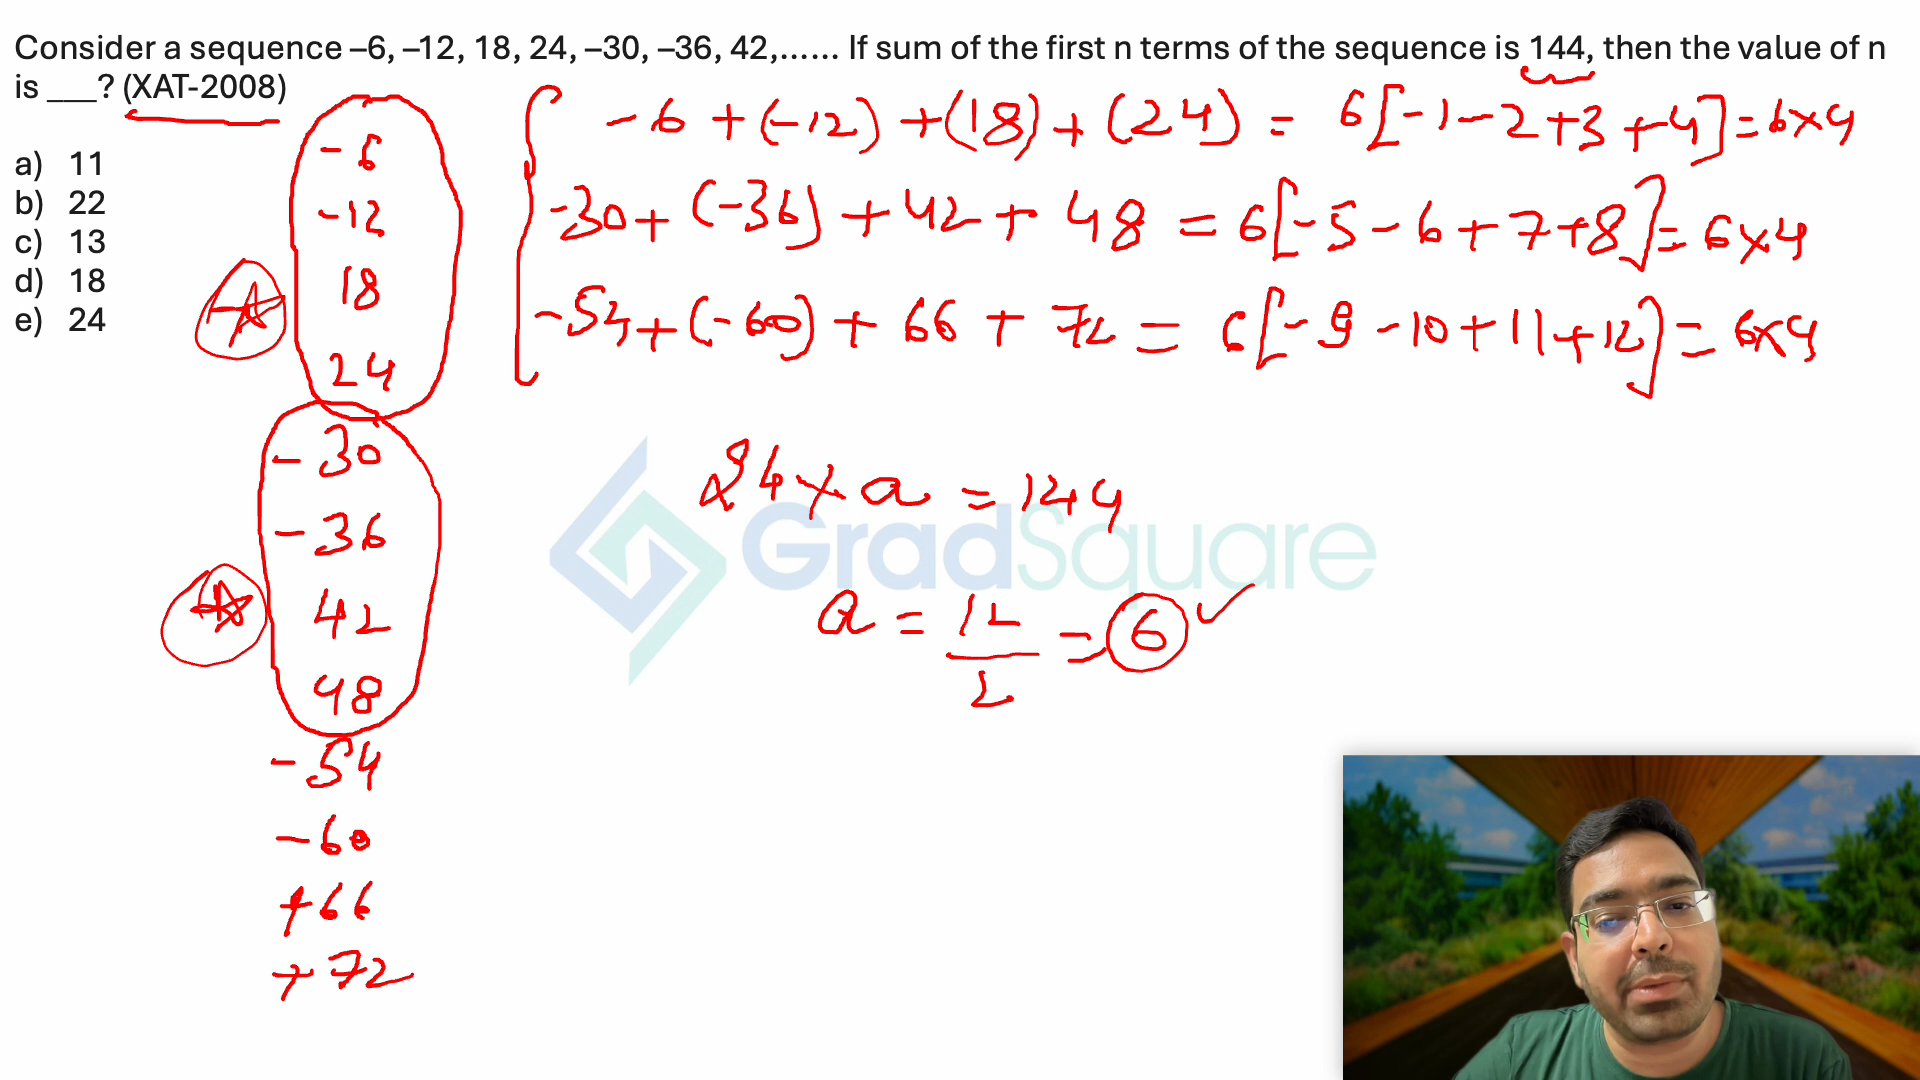 Consider a sequence –6, –12, 18, 24, –30, –36, 42,...... If sum of the first n terms of the sequence is 144, then the value of n
is ___? (XAT-2008)
a) 11
b) 22
c) 13
d) 18
e) 24
-6
-12
18
24
-30
-36
42
48
-54
-60
+66
+72
-6+(-12)+(18)+(24) = 6[-1-2+3+4]=6×4
-30+(-36)+42+48 = 6[-5-6+7+8]=6×4
-54+(-60)+66+72 = 6[-9-10+11+12]=6×4
24×a = 144
a = 12/2 = 6 ✓
GradSquare